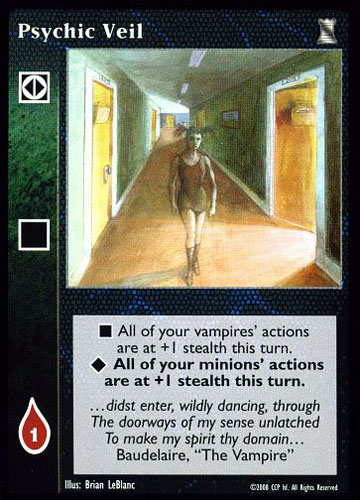 Psychic Veil
All of your vampires' actions
are at +1 stealth this turn.
All of your minions' actions
are at +1 stealth this turn.
…didst enter, wildly dancing, through
The doorways of my sense unlatched
To make my spirit thy domain…
Baudelaire, "The Vampire"
1
Illus: Brian LeBlanc
©2008 CCP hf. All Rights Reserved